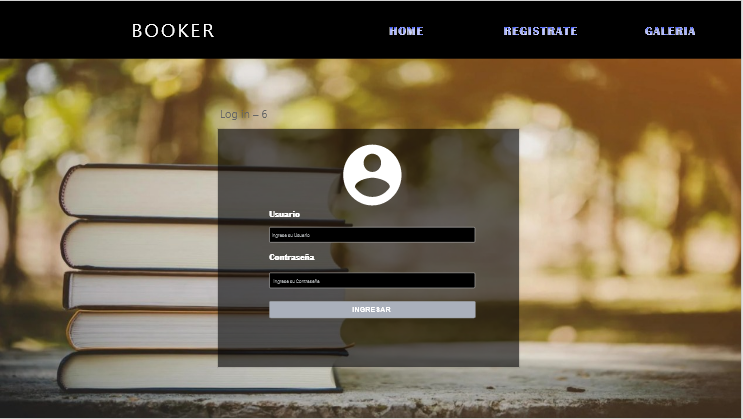 BOOKER
HOME
REGISTRATE
GALERIA
Log in – 6
Usuario
Ingrese su Usuario
Contraseña
Ingrese su Contraseña
INGRESAR